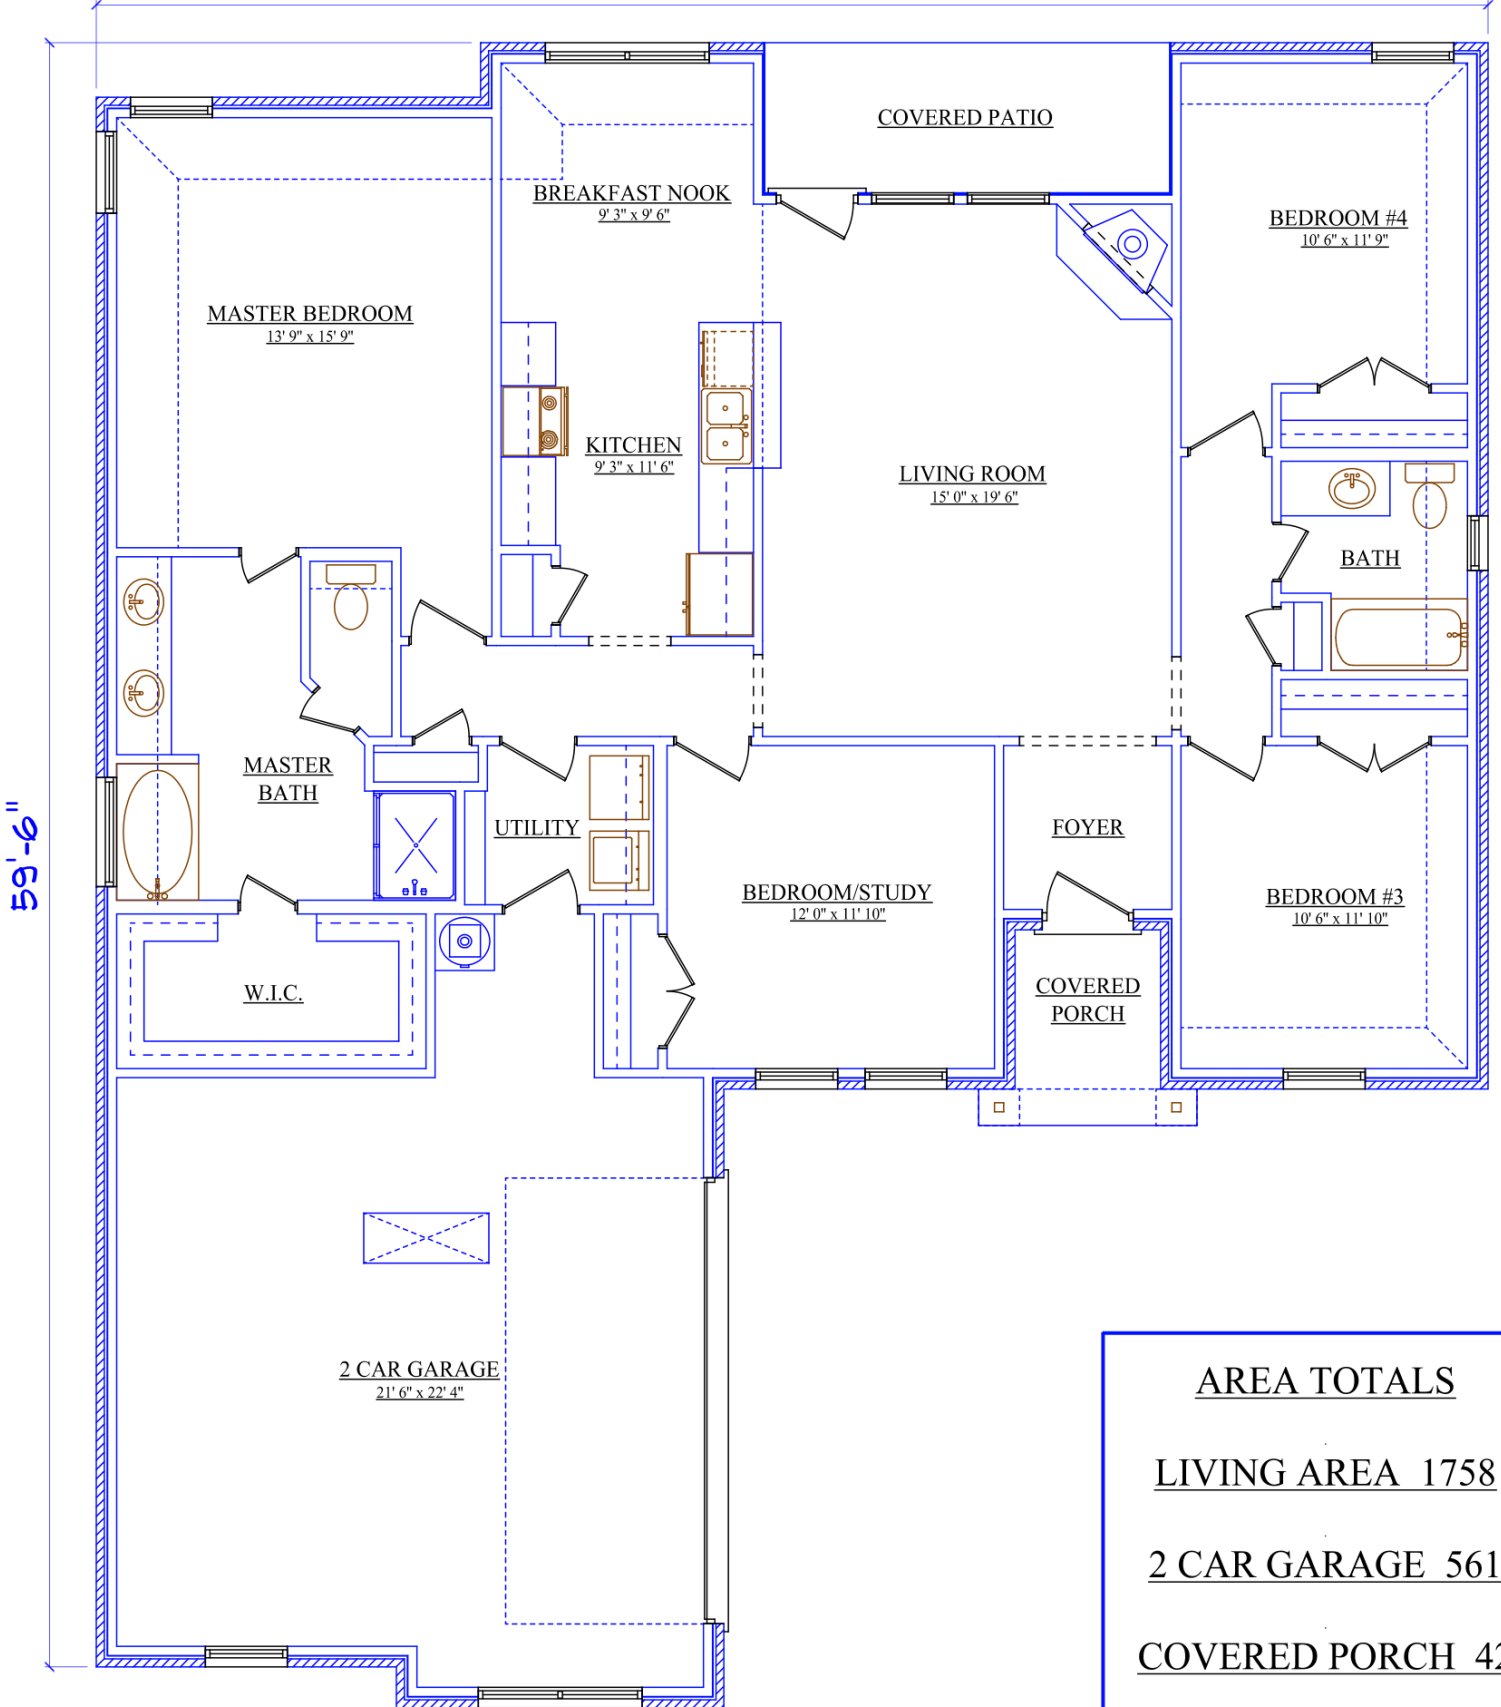 COVERED PATIO
BREAKFAST NOOK
9' 3" x 9' 6"
BEDROOM #4
10' 6" x 11' 9"
MASTER BEDROOM
13' 9" x 15' 9"
KITCHEN
9' 3" x 11' 6"
LIVING ROOM
15' 0" x 19' 6"
BATH
MASTER
BATH
UTILITY
FOYER
59'-6"
BEDROOM/STUDY
12' 0" x 11' 10"
BEDROOM #3
10' 6" x 11' 10"
W.I.C.
COVERED
PORCH
2 CAR GARAGE
21' 6" x 22' 4"
AREA TOTALS
LIVING AREA 1758
2 CAR GARAGE 561
COVERED PORCH